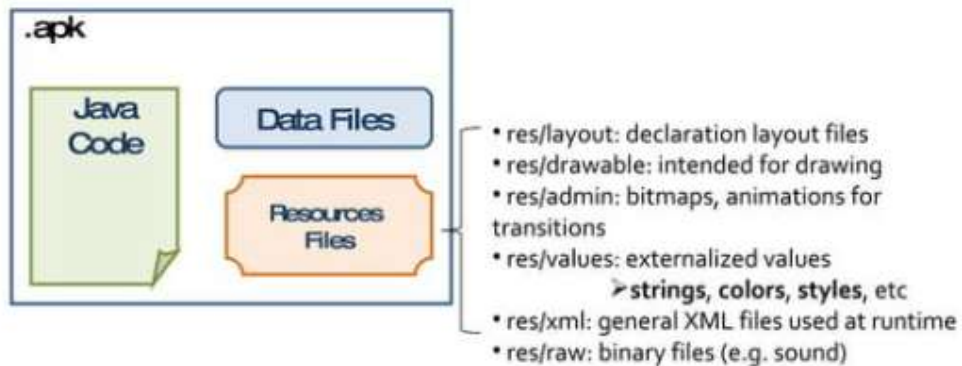 .apk
Java
Code
Data Files
Resources
Files
• res/layout: declaration layout files
• res/drawable: intended for drawing
• res/admin: bitmaps, animations for
transitions
• res/values: externalized values
➢strings, colors, styles, etc
• res/xml: general XML files used at runtime
• res/raw: binary files (e.g. sound)